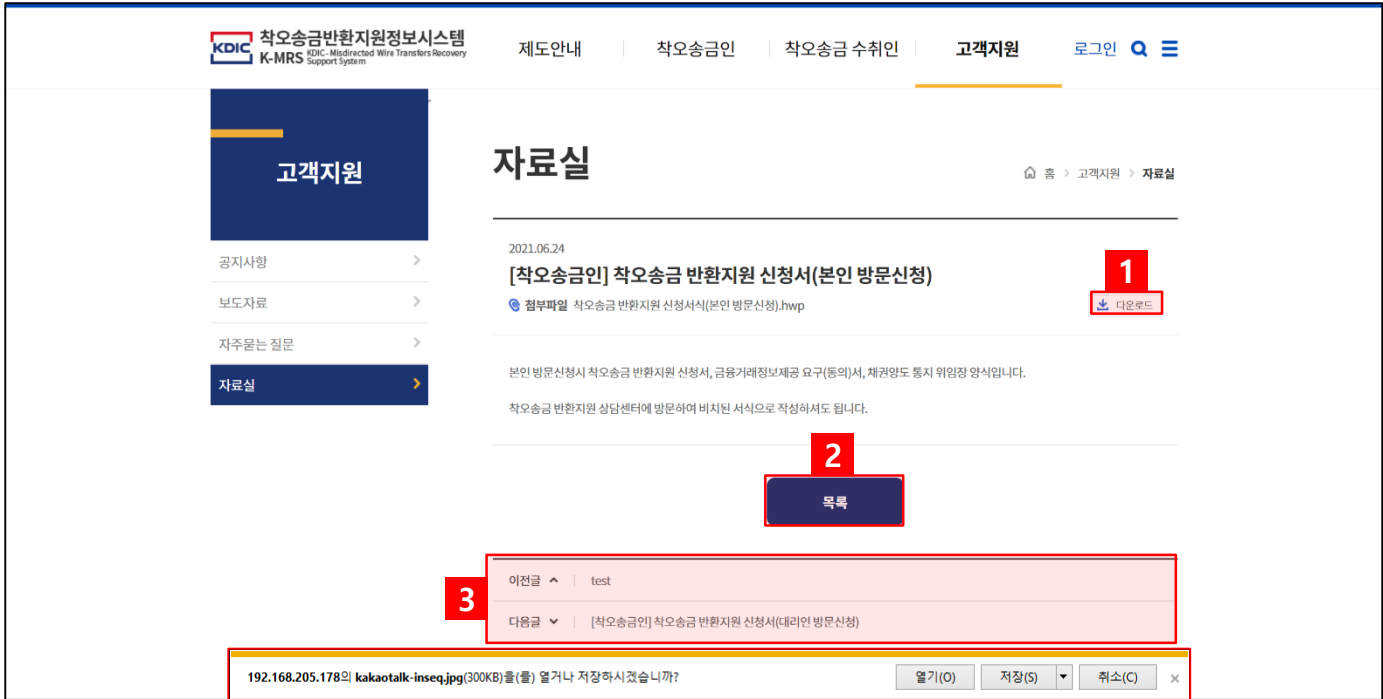 KDIC 착오송금반환지원정보시스템
K-MRS KDIC - Misdirected Wire Transfers Recovery Support System
제도안내 착오송금인 착오송금 수취인 고객지원 로그인
고객지원
공지사항
보도자료
자주묻는 질문
자료실
자료실
홈 > 고객지원 > 자료실
2021.06.24
[착오송금인] 착오송금 반환지원 신청서(본인 방문신청)
1
첨부파일 착오송금 반환지원 신청서식(본인 방문신청).hwp
다운로드
본인 방문신청시 착오송금 반환지원 신청서, 금융거래정보제공 요구(동의)서, 채권양도 통지 위임장 양식입니다.
착오송금 반환지원 상담센터에 방문하여 비치된 서식으로 작성하셔도 됩니다.
2
목록
3
이전글 test
다음글 [착오송금인] 착오송금 반환지원 신청서(대리인 방문신청)
192.168.205.178의 kakaotalk-inseq.jpg(300KB)을(를) 열거나 저장하시겠습니까?
열기(O) 저장(S) 취소(C) ×